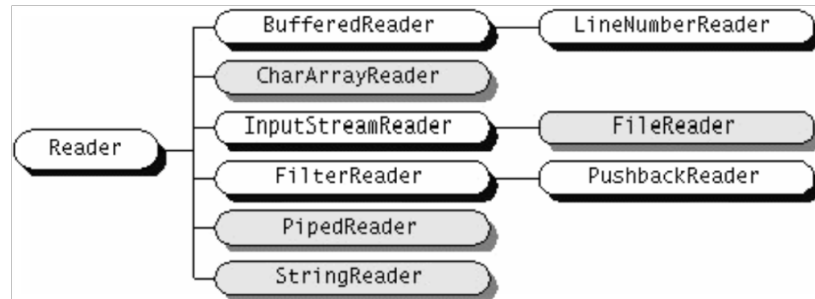 BufferedReader LineNumberReader
CharArrayReader
InputStreamReader FileReader
Reader
FilterReader PushbackReader
PipedReader
StringReader